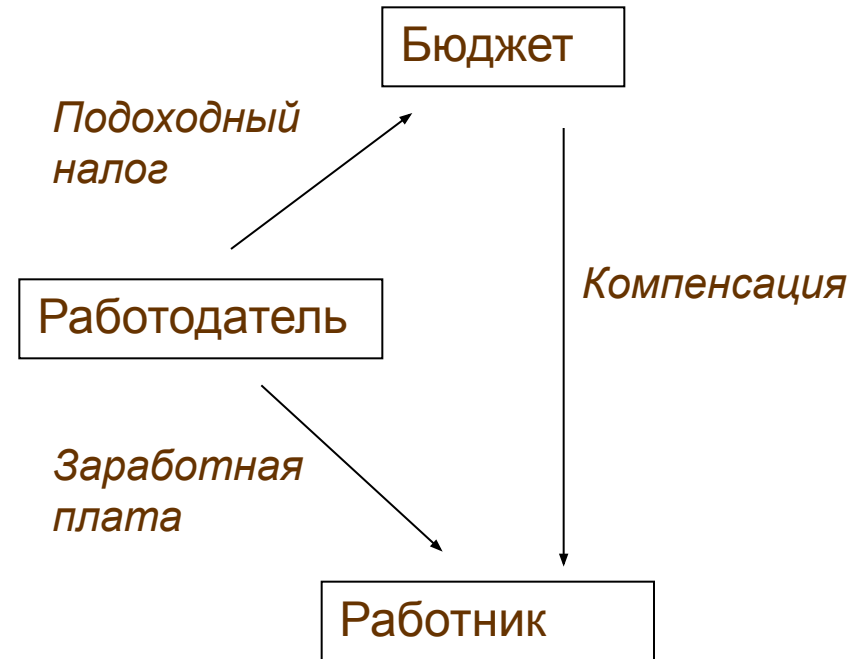 Бюджет
Подоходный
налог
Компенсация
Работодатель
Заработная
плата
Работник